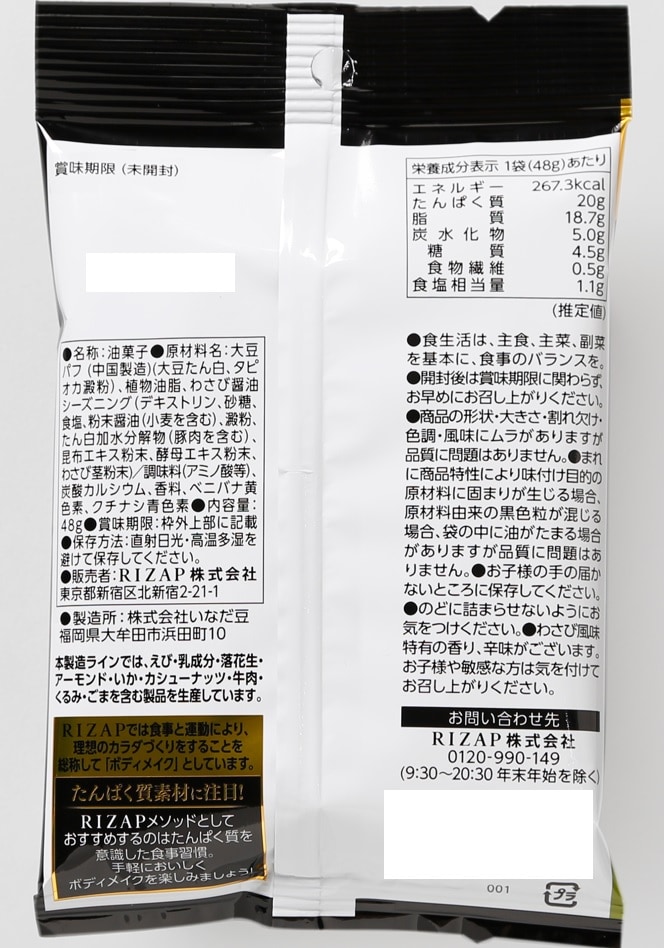 賞味期限（未開封）
●名称:油菓子●原材料名:大豆
パフ（中国製造）(大豆たん白、タピ
オカ澱粉）、植物油脂、わさび醤油
シーズニング(デキストリン、砂糖、
食塩、粉末醤油(小麦を含む)、澱粉、
たん白加水分解物(豚肉を含む)、
昆布エキス粉末、酵母エキス粉末、
わさび茎粉末)／調味料(アミノ酸等)、
炭酸カルシウム、香料、ベニバナ黄
色素、クチナシ青色素●内容量:
48g●賞味期限:枠外上部に記載
●保存方法:直射日光・高温多湿を
避けて保存してください。
●販売者:RIZAP株式会社
東京都新宿区北新宿2-21-1
●製造所：株式会社いなだ豆
福岡県大牟田市浜田町10
本製造ラインでは、えび・乳成分・落花生・
アーモンド・いか・カシューナッツ・牛肉・
くるみ・ごまを含む製品を生産しています。
RIZAPでは食事と運動により、
理想のカラダづくりをすることを
総称して「ボディメイク」としています。
たんぱく質素材に注目!
RIZAPメソッドとして
おすすめするのはたんぱく質を
意識した食事習慣。
手軽においしく
ボディメイクを楽しみましょう!
栄養成分表示 1袋(48g)あたり
エネルギー 267.3kcal
たんぱく質 20g
脂質 18.7g
炭水化物 5.0g
糖質 4.5g
食物繊維 0.5g
食塩相当量 1.1g
(推定値)
●食生活は、主食、主菜、副菜
を基本に、食事のバランスを。
●開封後は賞味期限に関わらず、
お早めにお召し上がりください。
●商品の形状・大きさ・割れ欠け・
色調・風味にムラがありますが
品質に問題はありません。●まれ
に商品特性により味付け目的の
原材料に固まりが生じる場合、
原材料由来の黒色粒が混じる
場合、袋の中に油がたまる場合
がありますが品質に問題はあ
りません。●お子様の手の届か
ないところに保存してください。
●のどに詰まらせないようにお
気をつけください。●わさび風味
特有の香り、辛味がございます。
お子様や敏感な方は気を付けて
お召し上がりください。
お問い合わせ先
RIZAP株式会社
0120-990-149
(9:30〜20:30 年末年始を除く)
001
プラ